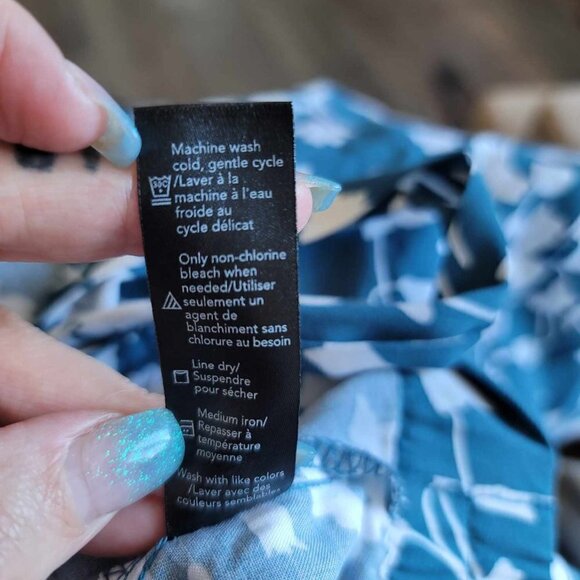 Machine wash
cold, gentle cycle
/Laver à la
machine à l'eau
froide au
cycle délicat
30C
Only non-chlorine
bleach when
needed/Utiliser
seulement un
agent de
blanchiment sans
chlorure au besoin
Line dry/
Suspendre
pour sécher
Medium iron/
Repasser à
température
moyenne
Wash with like colors
/Laver avec des
couleurs semblables